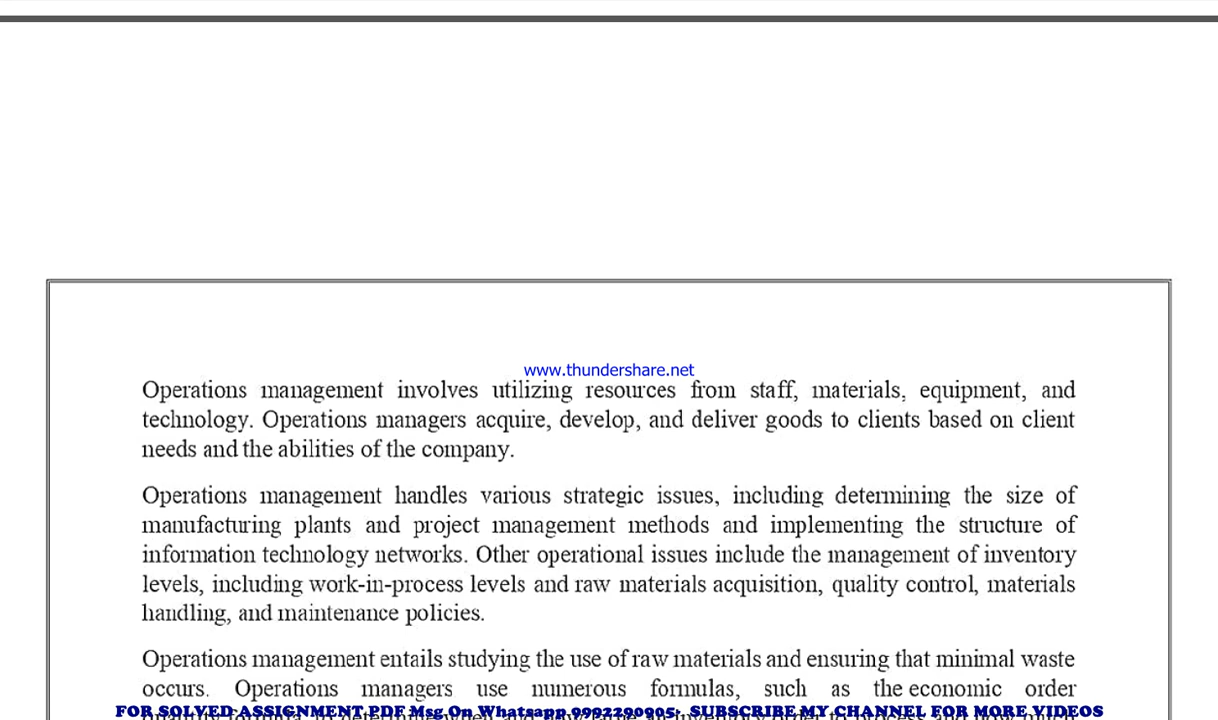 www.thundershare.net
Operations management involves utilizing resources from staff, materials, equipment, and
technology. Operations managers acquire, develop, and deliver goods to clients based on client
needs and the abilities of the company.
Operations management handles various strategic issues, including determining the size of
manufacturing plants and project management methods and implementing the structure of
information technology networks. Other operational issues include the management of inventory
levels, including work-in-process levels and raw materials acquisition, quality control, materials
handling, and maintenance policies.
Operations management entails studying the use of raw materials and ensuring that minimal waste
occurs. Operations managers use numerous formulas, such as the economic order
FOR SOLVED ASSIGNMENT PDF Msg On Whatsapp 9992290905; SUBSCRIBE MY CHANNEL FOR MORE VIDEOS